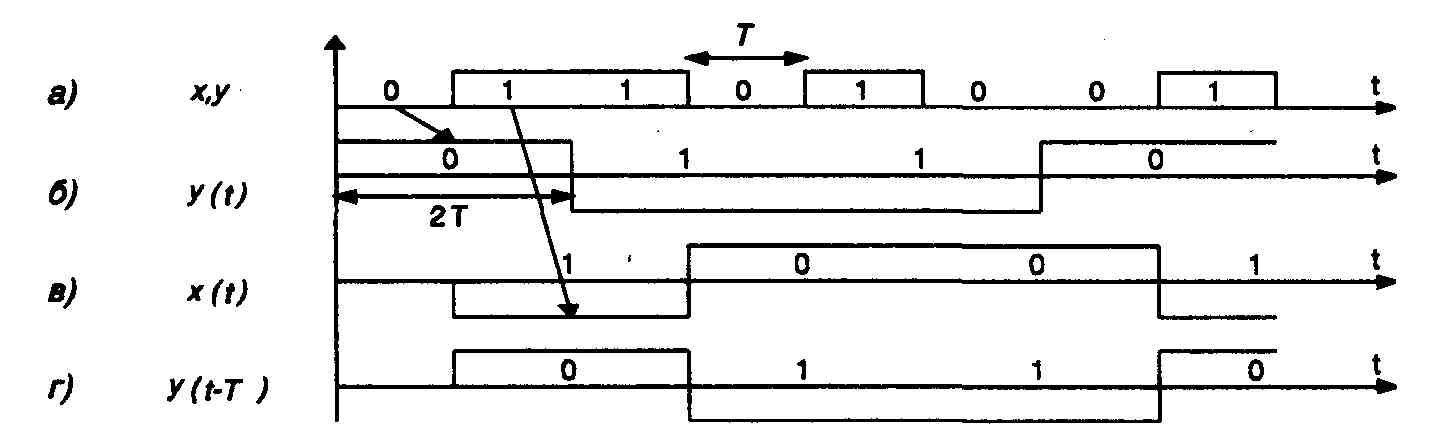 T
а) x,y 0 1 1 0 1 0 0 1 t
0 1 1 0 t
б) y (t)
2T
1 0 0 1 t
в) x (t)
0 1 1 0 t
г) y (t-T )